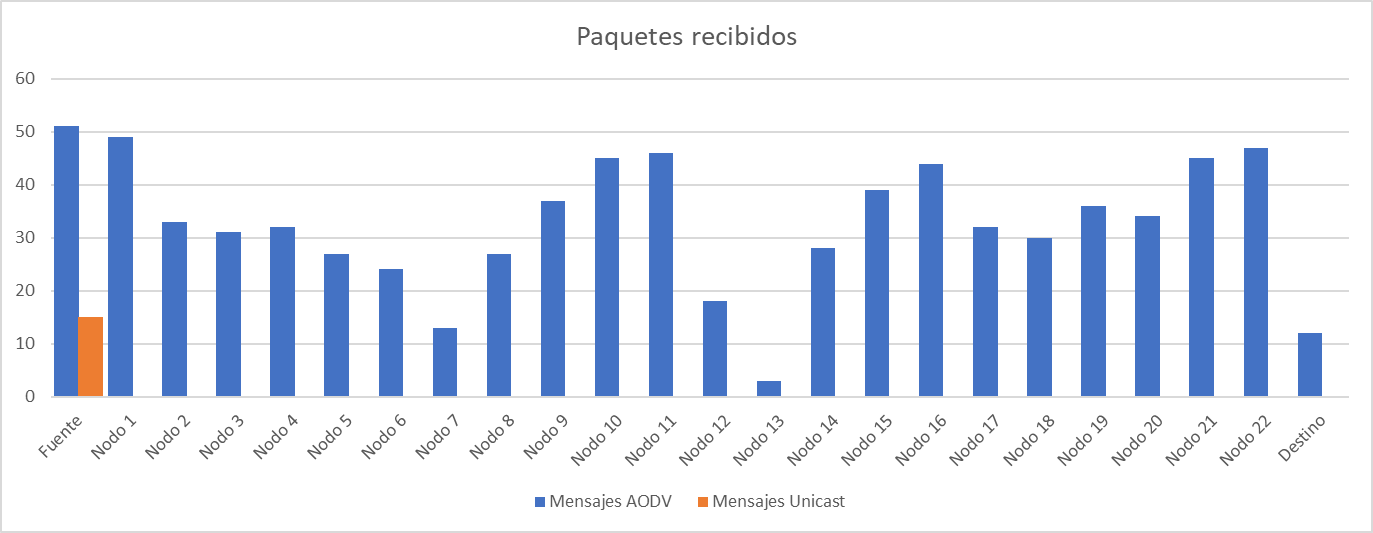 Paquetes recibidos
60
50
40
30
20
10
0
Fuente
Nodo 1
Nodo 2
Nodo 3
Nodo 4
Nodo 5
Nodo 6
Nodo 7
Nodo 8
Nodo 9
Nodo 10
Nodo 11
Nodo 12
Nodo 13
Nodo 14
Nodo 15
Nodo 16
Nodo 17
Nodo 18
Nodo 19
Nodo 20
Nodo 21
Nodo 22
Destino
Mensajes AODV
Mensajes Unicast